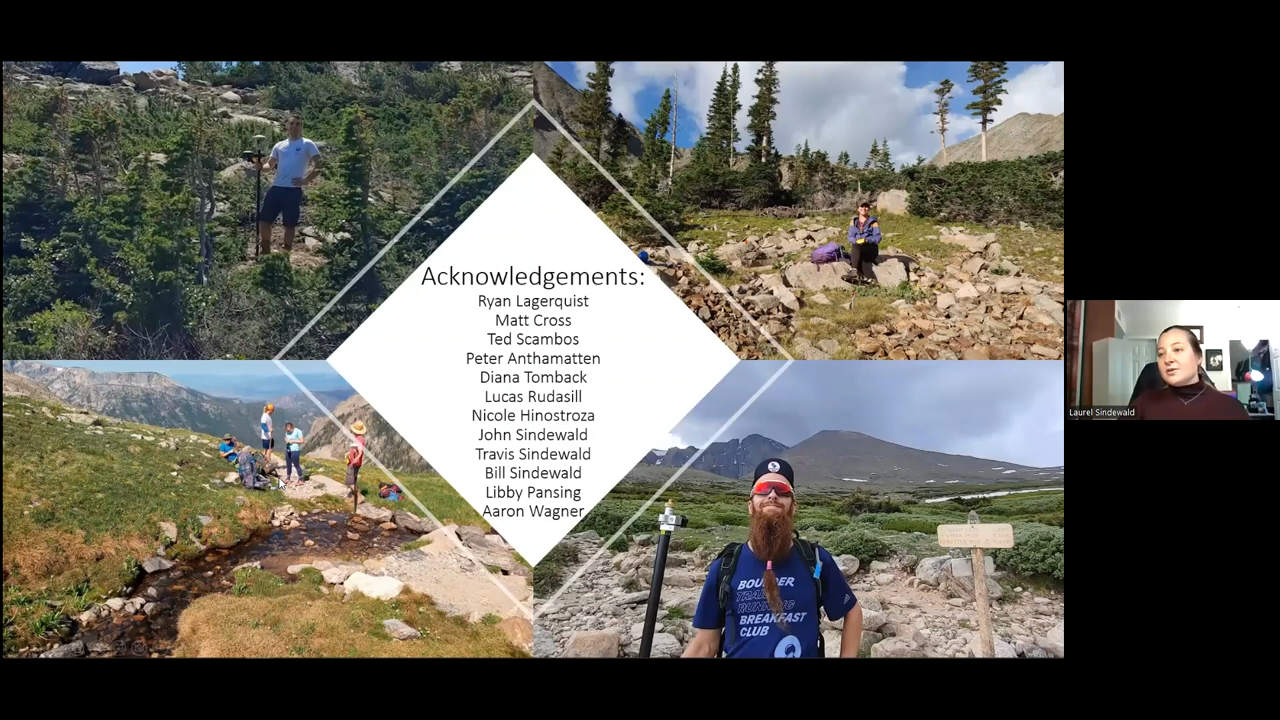 Acknowledgements:
Ryan Lagerquist
Matt Cross
Ted Scambos
Peter Anthamatten
Diana Tomback
Lucas Rudasill
Nicole Hinostroza
John Sindewald
Travis Sindewald
Bill Sindewald
Libby Pansing
Aaron Wagner
BOULDER
TRAIL
RUNNING
BREAKFAST
CLUB
Laurel Sindewald